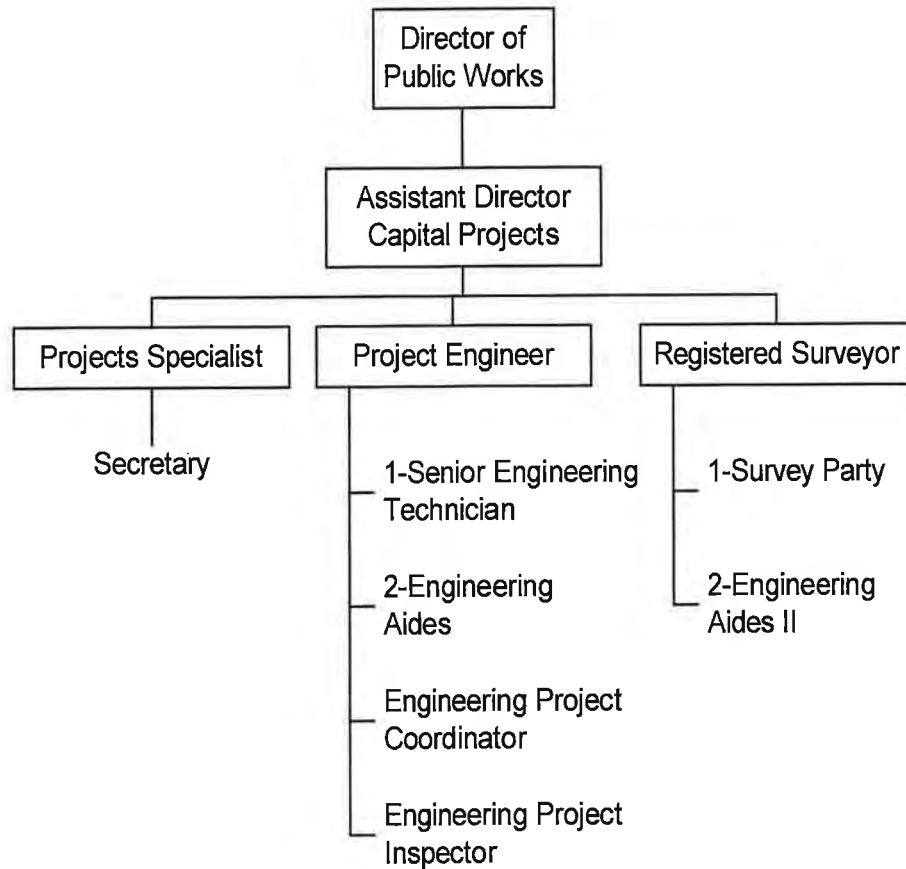 Director of
Public Works
Assistant Director
Capital Projects
Projects Specialist
Project Engineer
Registered Surveyor
Secretary
1-Senior Engineering
Technician
2-Engineering
Aides
Engineering Project
Coordinator
Engineering Project
Inspector
1-Survey Party
2-Engineering
Aides II